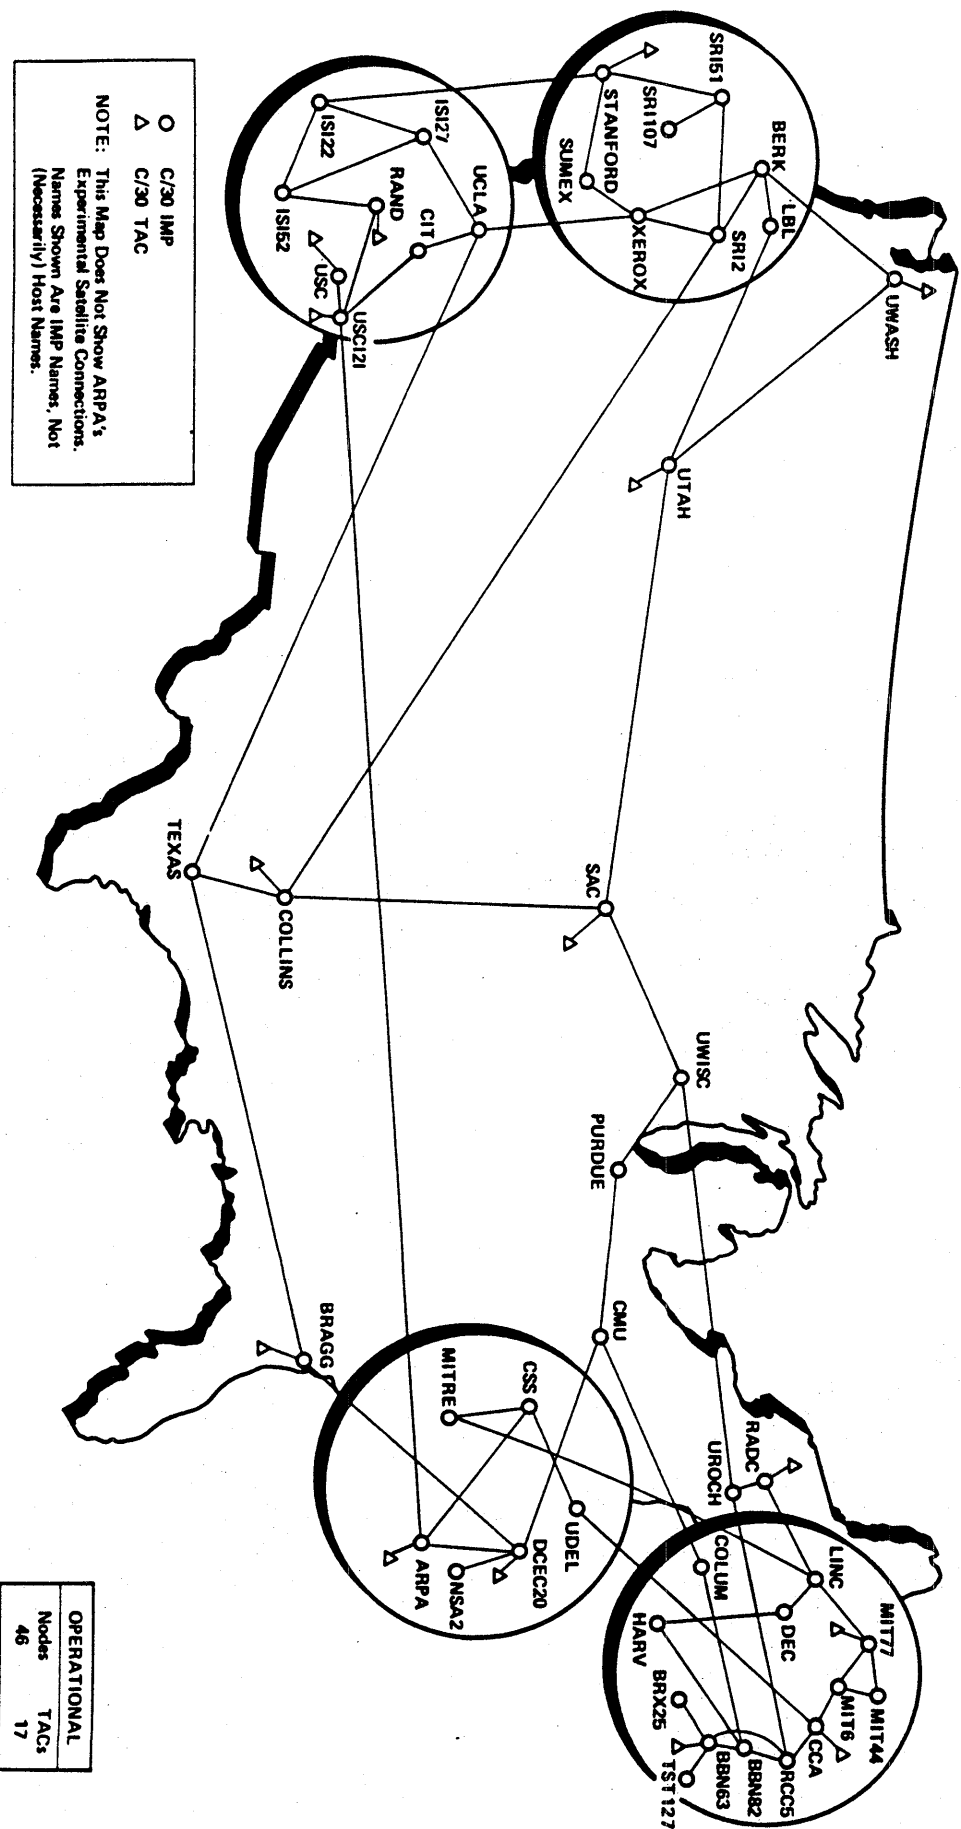 SRI51
SRI107
STANFORD
SUMEX
BERK
LBL
SRI2
XEROX
UWASH
UTAH
ISI27
ISI22
ISI52
RAND
UCLA
CIT
USC
USC121
TEXAS
COLLINS
SAC
UWISC
PURDUE
CMU
BRAGG
MITRE
CSS
UDEL
DCEC20
ARPA
NSA2
RADC
UROCH
LINC
COLUM
DEC
HARV
MIT77
MIT44
MIT6
CCA
RCC5
BBN82
BBN63
BRX25
TST127
C/30 IMP
C/30 TAC
NOTE: This Map Does Not Show ARPA's
Experimental Satellite Connections.
Names Shown Are IMP Names, Not
(Necessarily) Host Names.
OPERATIONAL
Nodes TACs
46 17